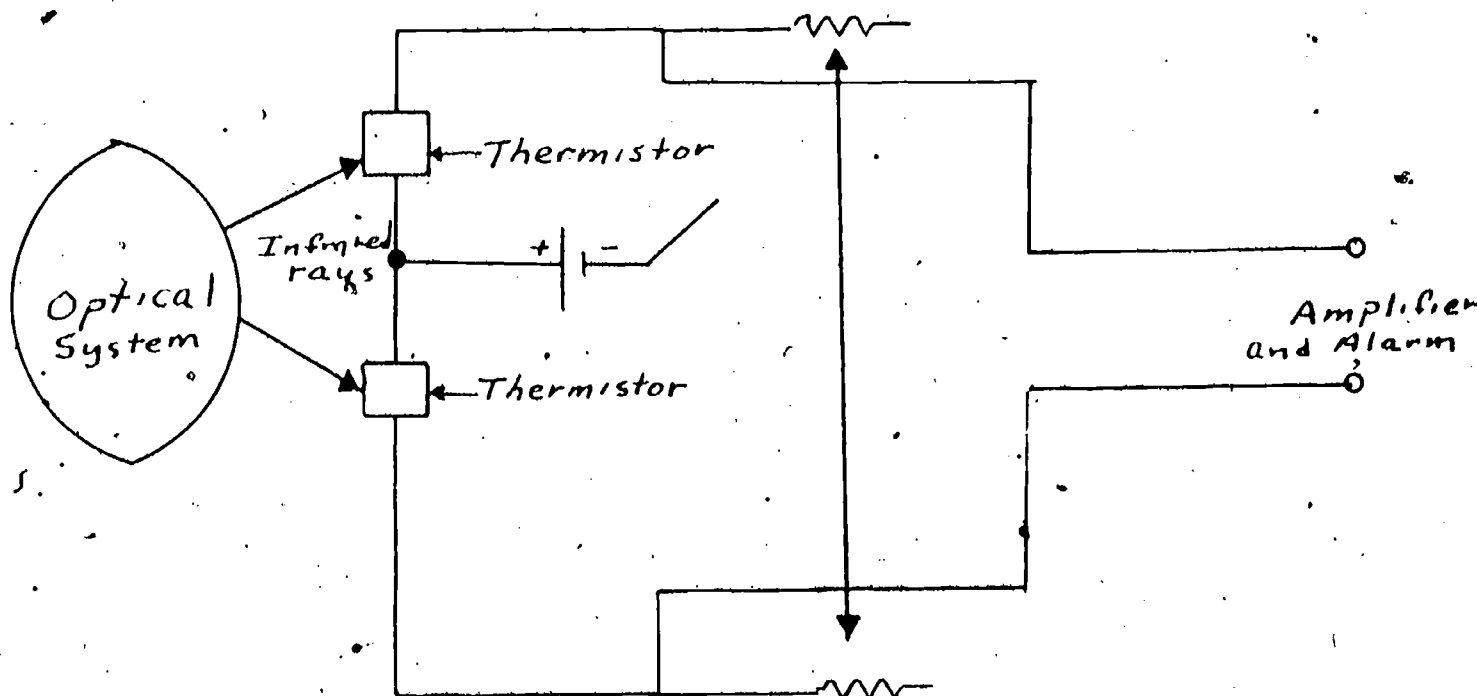 Thermistor
Infrared
rays
+ -
Optical
System
Thermistor
Amplifier
and Alarm